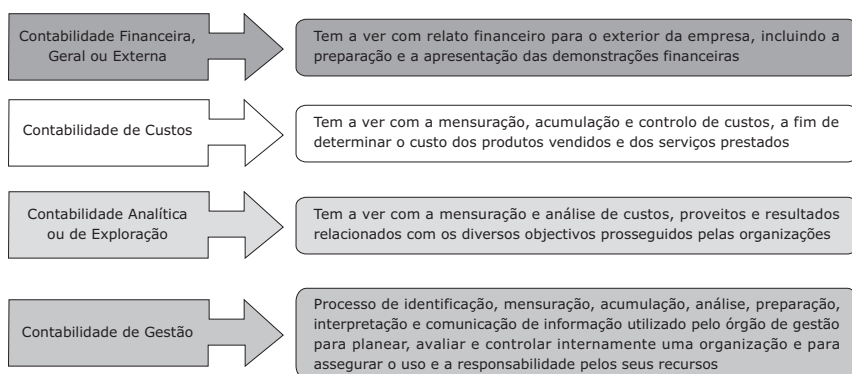 Contabilidade Financeira,
Geral ou Externa
Tem a ver com relato financeiro para o exterior da empresa, incluindo a
preparação e a apresentação das demonstrações financeiras
Contabilidade de Custos
Tem a ver com a mensuração, acumulação e controlo de custos, a fim de
determinar o custo dos produtos vendidos e dos serviços prestados
Contabilidade Analítica
ou de Exploração
Tem a ver com a mensuração e análise de custos, proveitos e resultados
relacionados com os diversos objectivos prosseguidos pelas organizações
Contabilidade de Gestão
Processo de identificação, mensuração, acumulação, análise, preparação,
interpretação e comunicação de informação utilizado pelo órgão de gestão
para planear, avaliar e controlar internamente uma organização e para
assegurar o uso e a responsabilidade pelos seus recursos